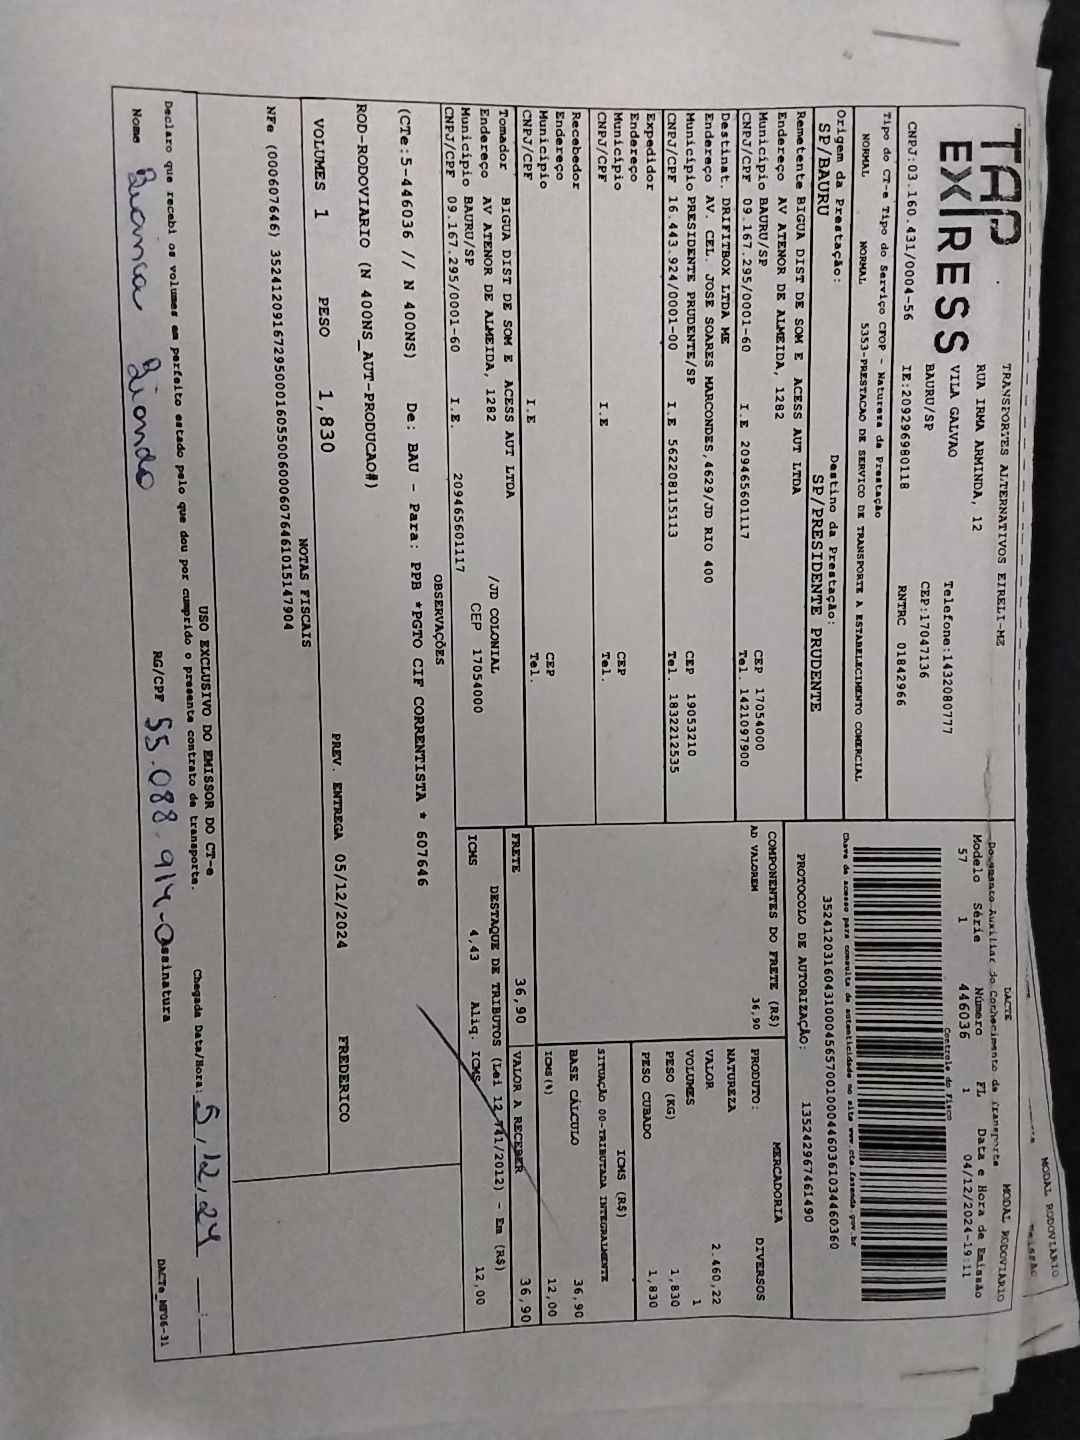 TAP EXPRESS
TRANSPORTES ALTERNATIVOS EIRELI-ME
RUA IRMA ARMINDA, 12
VILA GALVAO
BAURU/SP
Telefone:1432080777
CEP:17047136
CNPJ:03.160.431/0004-56 IE:209296980118 RNTRC 01842966
DACTE MODAL RODOVIARIO
Documento Auxiliar do Conhecimento de Transporte
Modelo Série Número FL Data e Hora de Emissão
57 1 446036 1 04/12/2024-19:11
Controle do Fisco
35241203160431000456570010004460361034460360
Chave de acesso para consulta de autenticidade no site www.cte.fazenda.gov.br
PROTOCOLO DE AUTORIZAÇÃO: 135242967461490
Tipo do CT-e Tipo do Serviço CFOP - Natureza da Prestação
NORMAL NORMAL 5353-PRESTACAO DE SERVICO DE TRANSPORTE A ESTABELECIMENTO COMERCIAL
Origem da Prestação: Destino da Prestação:
SP/BAURU SP/PRESIDENTE PRUDENTE
Remetente BIGUA DIST DE SOM E ACESS AUT LTDA
Endereço AV ATENOR DE ALMEIDA, 1282
Município BAURU/SP CEP 17054000
CNPJ/CPF 09.167.295/0001-60 I.E 209465601117 Tel. 1421097900
Destinat. DRIFITBOX LTDA ME
Endereço AV. CEL. JOSE SOARES MARCONDES,4629/JD RIO 400
Município PRESIDENTE PRUDENTE/SP CEP 19053210
CNPJ/CPF 16.443.924/0001-00 I.E 562208115113 Tel. 1832212535
Expedidor
Endereço
Município CEP
CNPJ/CPF I.E Tel.
Recebedor
Endereço
Município CEP
CNPJ/CPF I.E Tel.
Tomador BIGUA DIST DE SOM E ACESS AUT LTDA
Endereço AV ATENOR DE ALMEIDA, 1282 /JD COLONIAL
Município BAURU/SP CEP 17054000
CNPJ/CPF 09.167.295/0001-60 I.E. 209465601117
COMPONENTES DO FRETE (R$)
AD VALOREM 36,90
MERCADORIA
PRODUTO: DIVERSOS
NATUREZA
VALOR 2.460,22
VOLUMES 1
PESO (KG) 1,830
PESO CUBADO 1,830
ICMS (R$)
SITUAÇÃO 00-TRIBUTADA INTEGRALMENTE
BASE CÁLCULO 36,90
ICMS (%) 12,00
FRETE 36,90 VALOR A RECEBER 36,90
DESTAQUE DE TRIBUTOS (Lei 12.741/2012) - Em (R$)
ICMS 4,43 Aliq. ICMS 12,00
OBSERVAÇÕES
(CTe:5-446036 // N 400NS) De: BAU - Para: PPB *PGTO CIF CORRENTISTA * 607646
ROD-RODOVIARIO (N 400NS_AUT-PRODUCAO#)
VOLUMES 1 PESO 1,830 PREV. ENTREGA 05/12/2024 FREDERICO
NOTAS FISCAIS
NFe (000607646) 35241209167295000160550060006076461015147904
USO EXCLUSIVO DO EMISSOR DO CT-e
Declaro que recebi os volumes em perfeito estado pelo que dou por cumprido o presente contrato de transporte. Chegada Data/Hora: 5/12/24 __:__
Nome RG/CPF 55.088.914-0 Assinatura
DACTe_MF06-31
MODAL RODOVIARIO